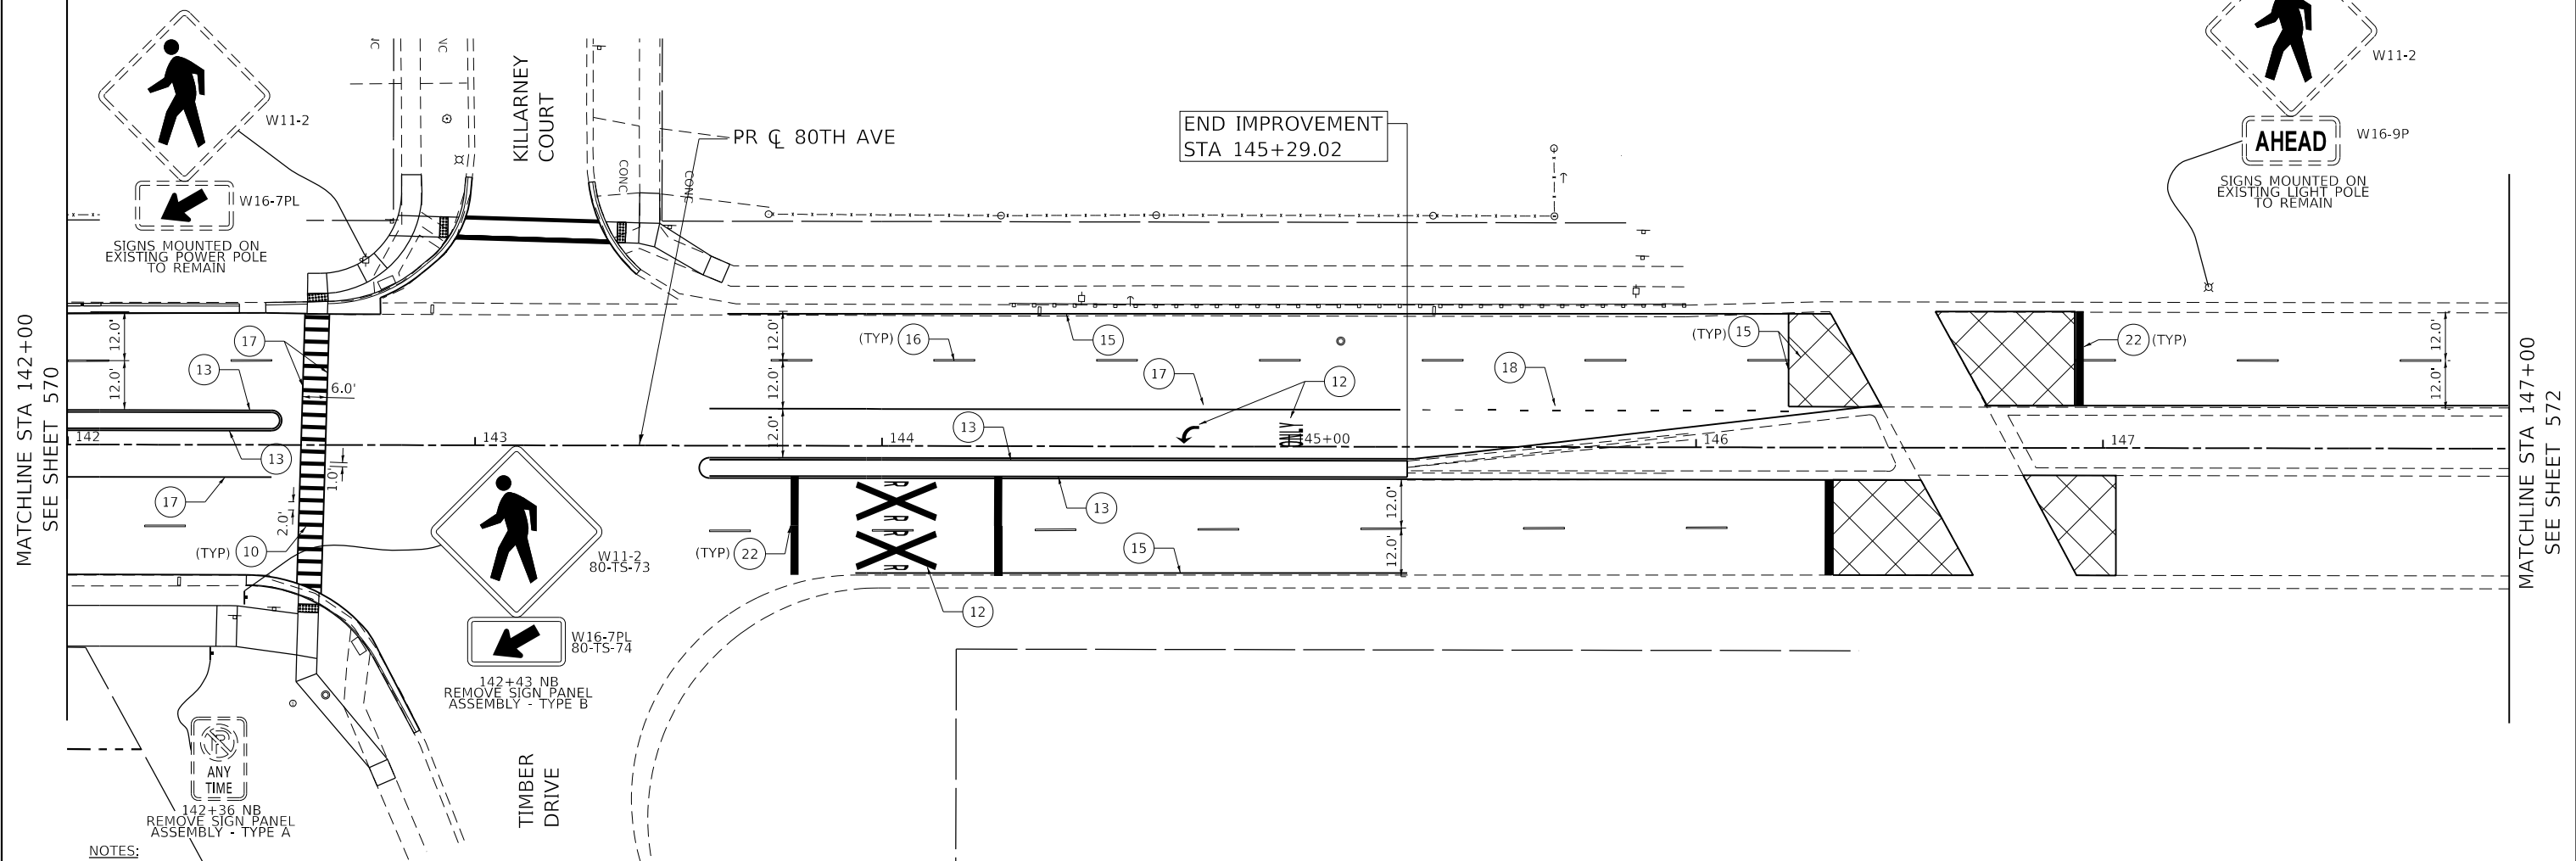 MATCHLINE STA 142+00
SEE SHEET 570
W11-2
W16-7PL
SIGNS MOUNTED ON
EXISTING POWER POLE
TO REMAIN
KILLARNEY
COURT
CONC
CONC
PR ℄ 80TH AVE
END IMPROVEMENT
STA 145+29.02
W11-2
AHEAD
W16-9P
SIGNS MOUNTED ON
EXISTING LIGHT POLE
TO REMAIN
12.0'
12.0'
17
13
6.0'
13
17
1.0'
2.0'
(TYP) 10
142
143
144
145+00
146
147
12.0'
12.0'
12.0'
(TYP) 16
15
17
12
18
(TYP) 15
22 (TYP)
12.0'
12.0'
13
13
(TYP) 22
R R
R R
15
12
12.0'
12.0'
W11-2
80-TS-73
W16-7PL
80-TS-74
142+43 NB
REMOVE SIGN PANEL
ASSEMBLY - TYPE B
P
ANY
TIME
142+36 NB
REMOVE SIGN PANEL
ASSEMBLY - TYPE A
TIMBER
DRIVE
NOTES:
MATCHLINE STA 147+00
SEE SHEET 572